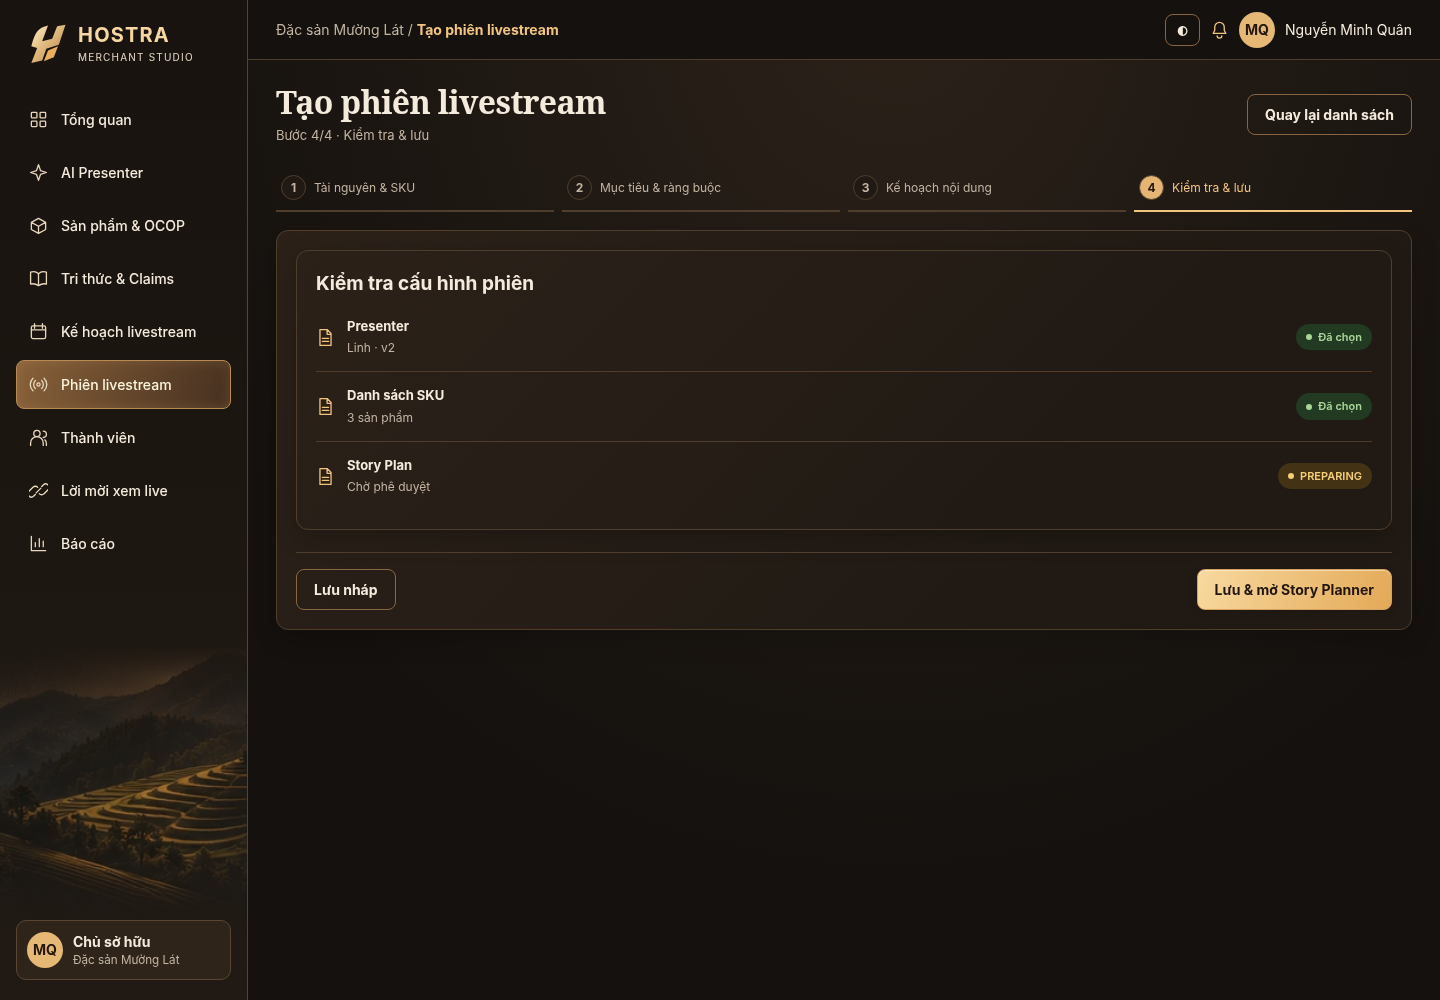 HOSTRA
MERCHANT STUDIO
Tổng quan
AI Presenter
Sản phẩm & OCOP
Tri thức & Claims
Kế hoạch livestream
Phiên livestream
Thành viên
Lời mời xem live
Báo cáo
MQ
Chủ sở hữu
Đặc sản Mường Lát
Đặc sản Mường Lát / Tạo phiên livestream
MQ Nguyễn Minh Quân
Tạo phiên livestream
Bước 4/4 · Kiểm tra & lưu
Quay lại danh sách
1 Tài nguyên & SKU
2 Mục tiêu & ràng buộc
3 Kế hoạch nội dung
4 Kiểm tra & lưu
Kiểm tra cấu hình phiên
Presenter
Linh · v2
Đã chọn
Danh sách SKU
3 sản phẩm
Đã chọn
Story Plan
Chờ phê duyệt
PREPARING
Lưu nháp
Lưu & mở Story Planner